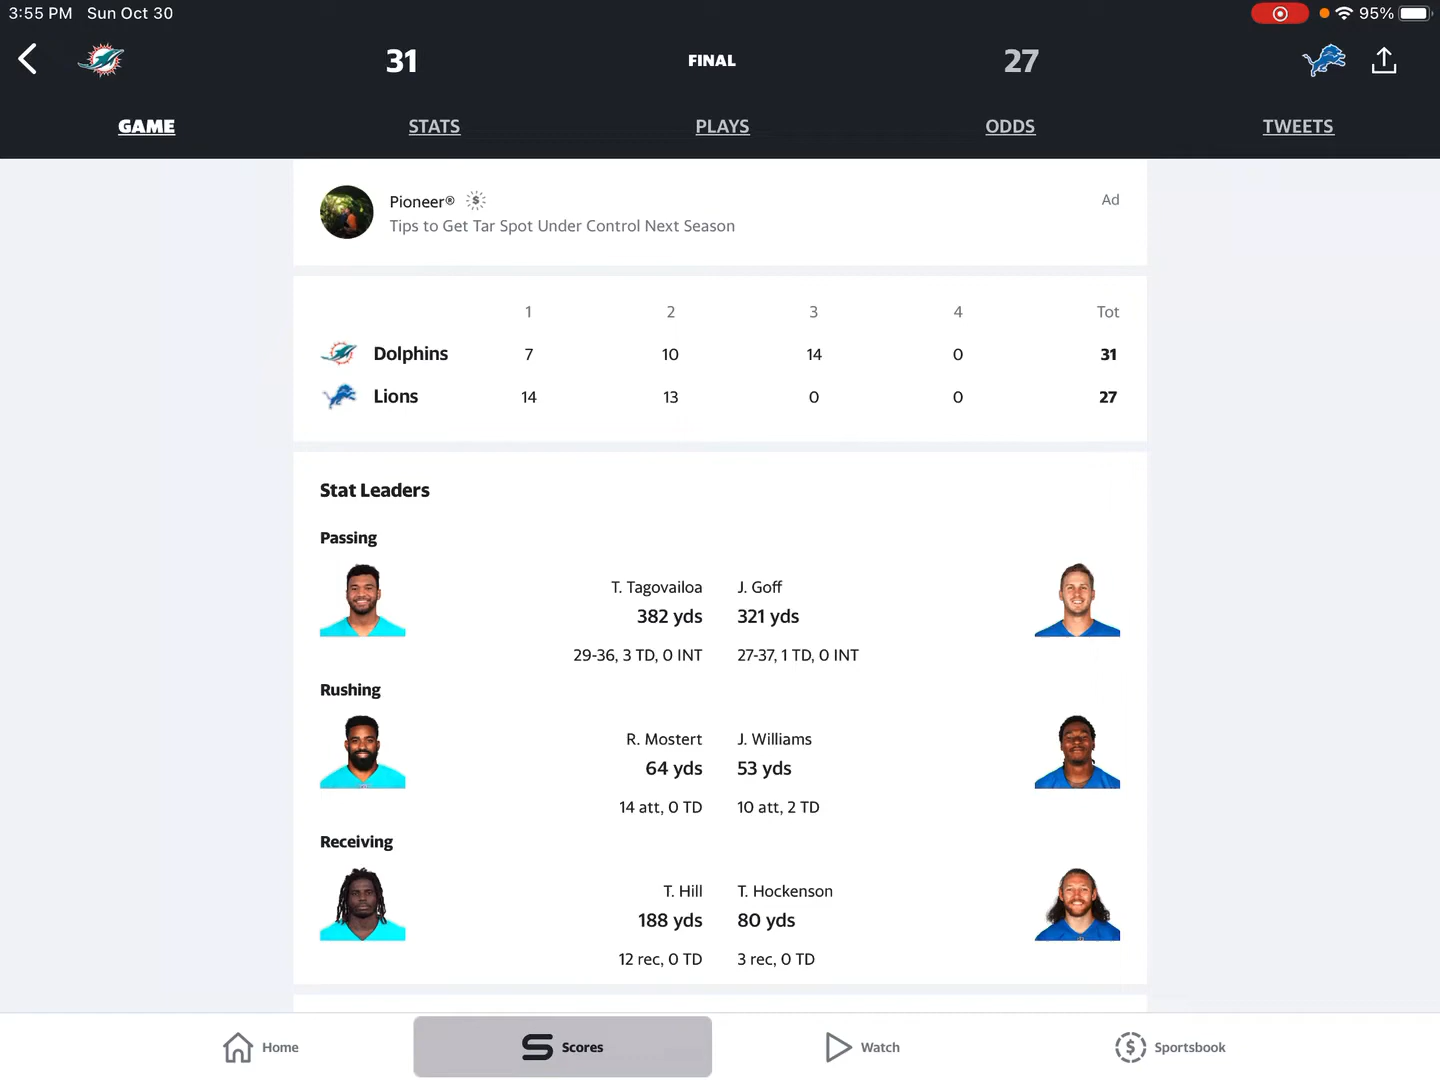 3:55 PM Sun Oct 30 95%
31 FINAL 27
GAME STATS PLAYS ODDS TWEETS
Pioneer® Ad
Tips to Get Tar Spot Under Control Next Season
1 2 3 4 Tot
Dolphins 7 10 14 0 31
Lions 14 13 0 0 27
Stat Leaders
Passing
T. Tagovailoa J. Goff
382 yds 321 yds
29-36, 3 TD, 0 INT 27-37, 1 TD, 0 INT
Rushing
R. Mostert J. Williams
64 yds 53 yds
14 att, 0 TD 10 att, 2 TD
Receiving
T. Hill T. Hockenson
188 yds 80 yds
12 rec, 0 TD 3 rec, 0 TD
Home Scores Watch Sportsbook